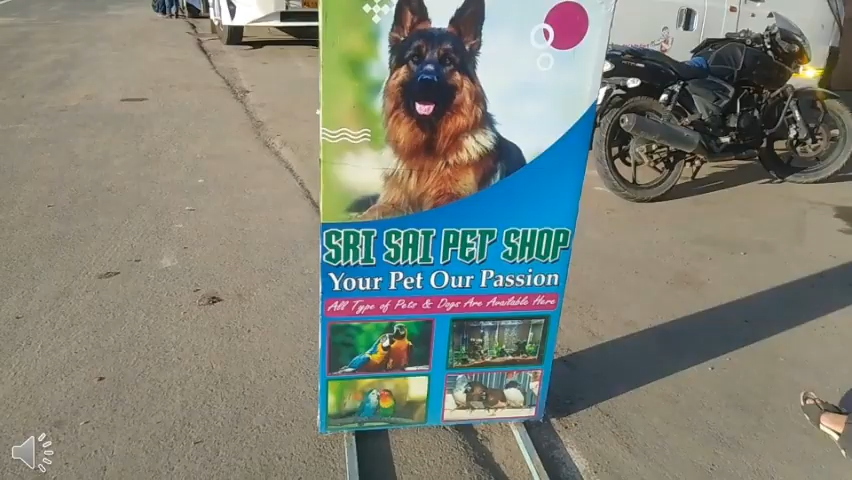 SRI SAI PET SHOP
Your Pet Our Passion
All Type of Pets & Dogs Are Available Here